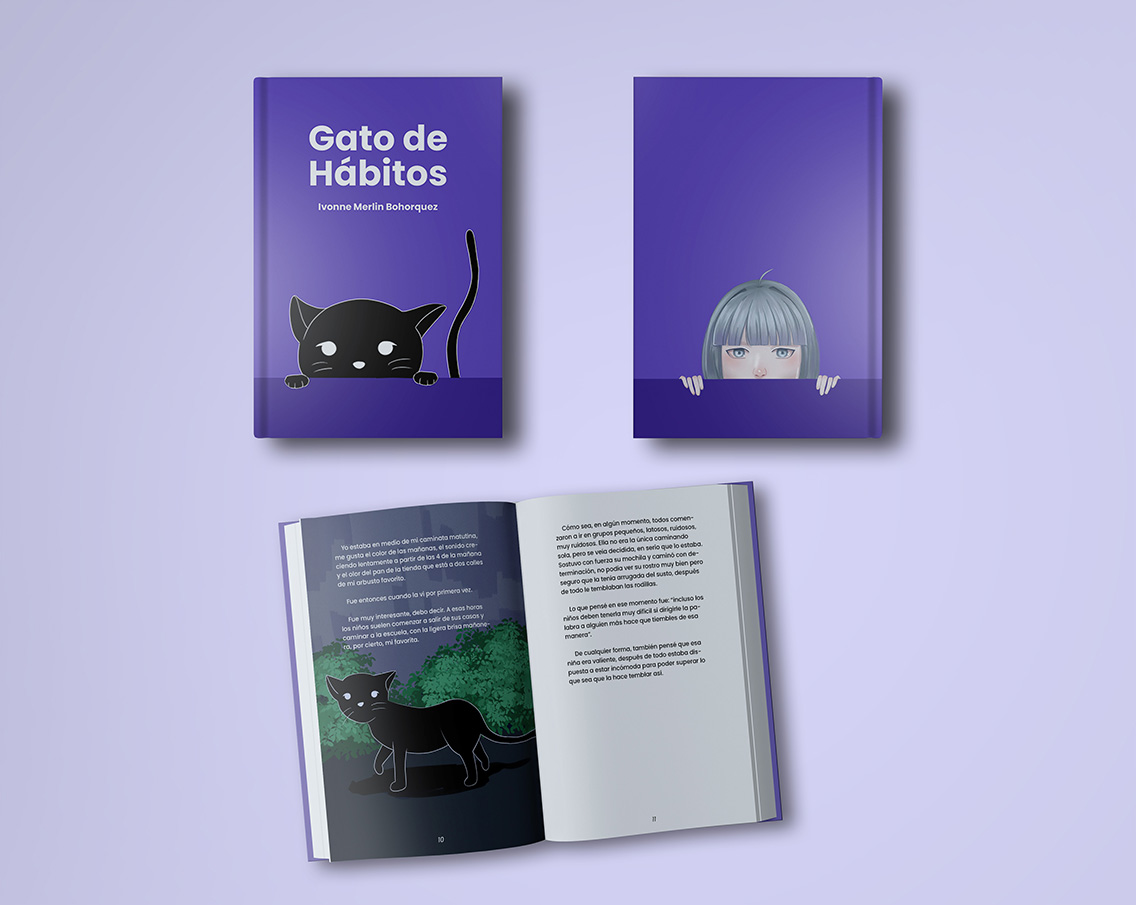 Gato de
Hábitos
Ivonne Merlin Bohorquez
Yo estaba en medio de mi caminata matutina,
me gusta el color de las mañanas, el sonido cre-
ciendo lentamente a partir de las 4 de la mañana
y el olor del pan de la tienda que está a dos calles
de mi arbusto favorito.
Fue entonces cuando la vi por primera vez.
Fue muy interesante, debo decir. A esas horas
los niños suelen comenzar a salir de sus casas y
caminar a la escuela, con la ligera brisa mañane-
ra, por cierto, mi favorita.
10
Cómo sea, en algún momento, todos comen-
zaron a ir en grupos pequeños, latosos, ruidosos,
muy ruidosos. Ella no era la única caminando
sola, pero se veía decidida, en serio que lo estaba.
Sostuvo con fuerza su mochila y caminó con de-
terminación, no podía ver su rostro muy bien pero
seguro que la tenía arrugada del susto, después
de todo le temblaban las rodillas.
Lo que pensé en ese momento fue: “incluso los
niños deben tenerla muy difícil si dirigirle la pa-
labra a alguien más hace que tiembles de esa
manera”.
De cualquier forma, también pensé que esa
niña era valiente, después de todo estaba dis-
puesta a estar incómoda para poder superar lo
que sea que la hace temblar así.
11